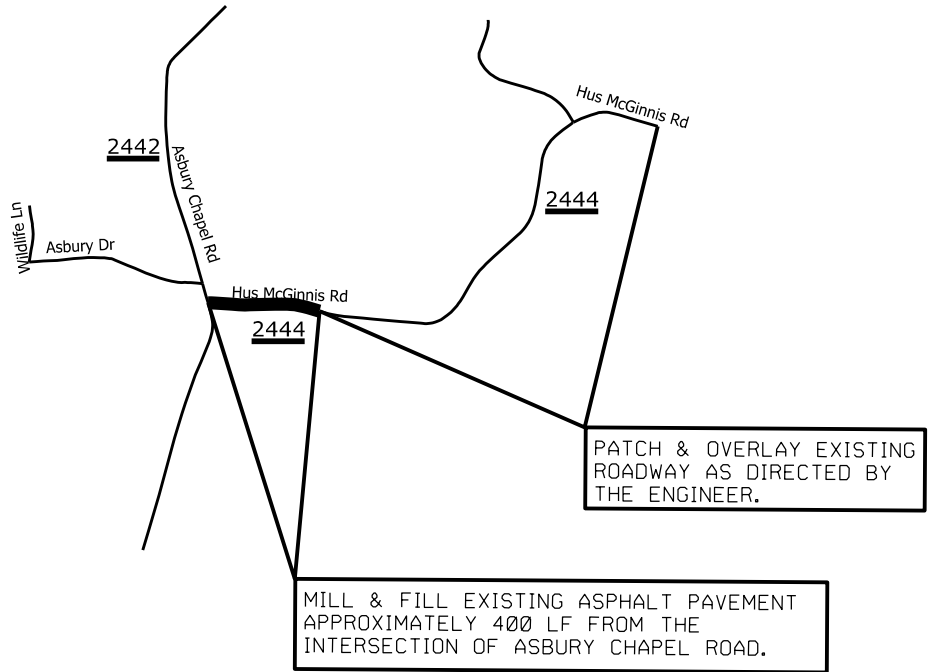 Hus McGinnis Rd
2442
Asbury Chapel Rd
2444
Wildlife Ln
Asbury Dr
Hus McGinnis Rd
2444
PATCH & OVERLAY EXISTING
ROADWAY AS DIRECTED BY
THE ENGINEER.
MILL & FILL EXISTING ASPHALT PAVEMENT
APPROXIMATELY 400 LF FROM THE
INTERSECTION OF ASBURY CHAPEL ROAD.